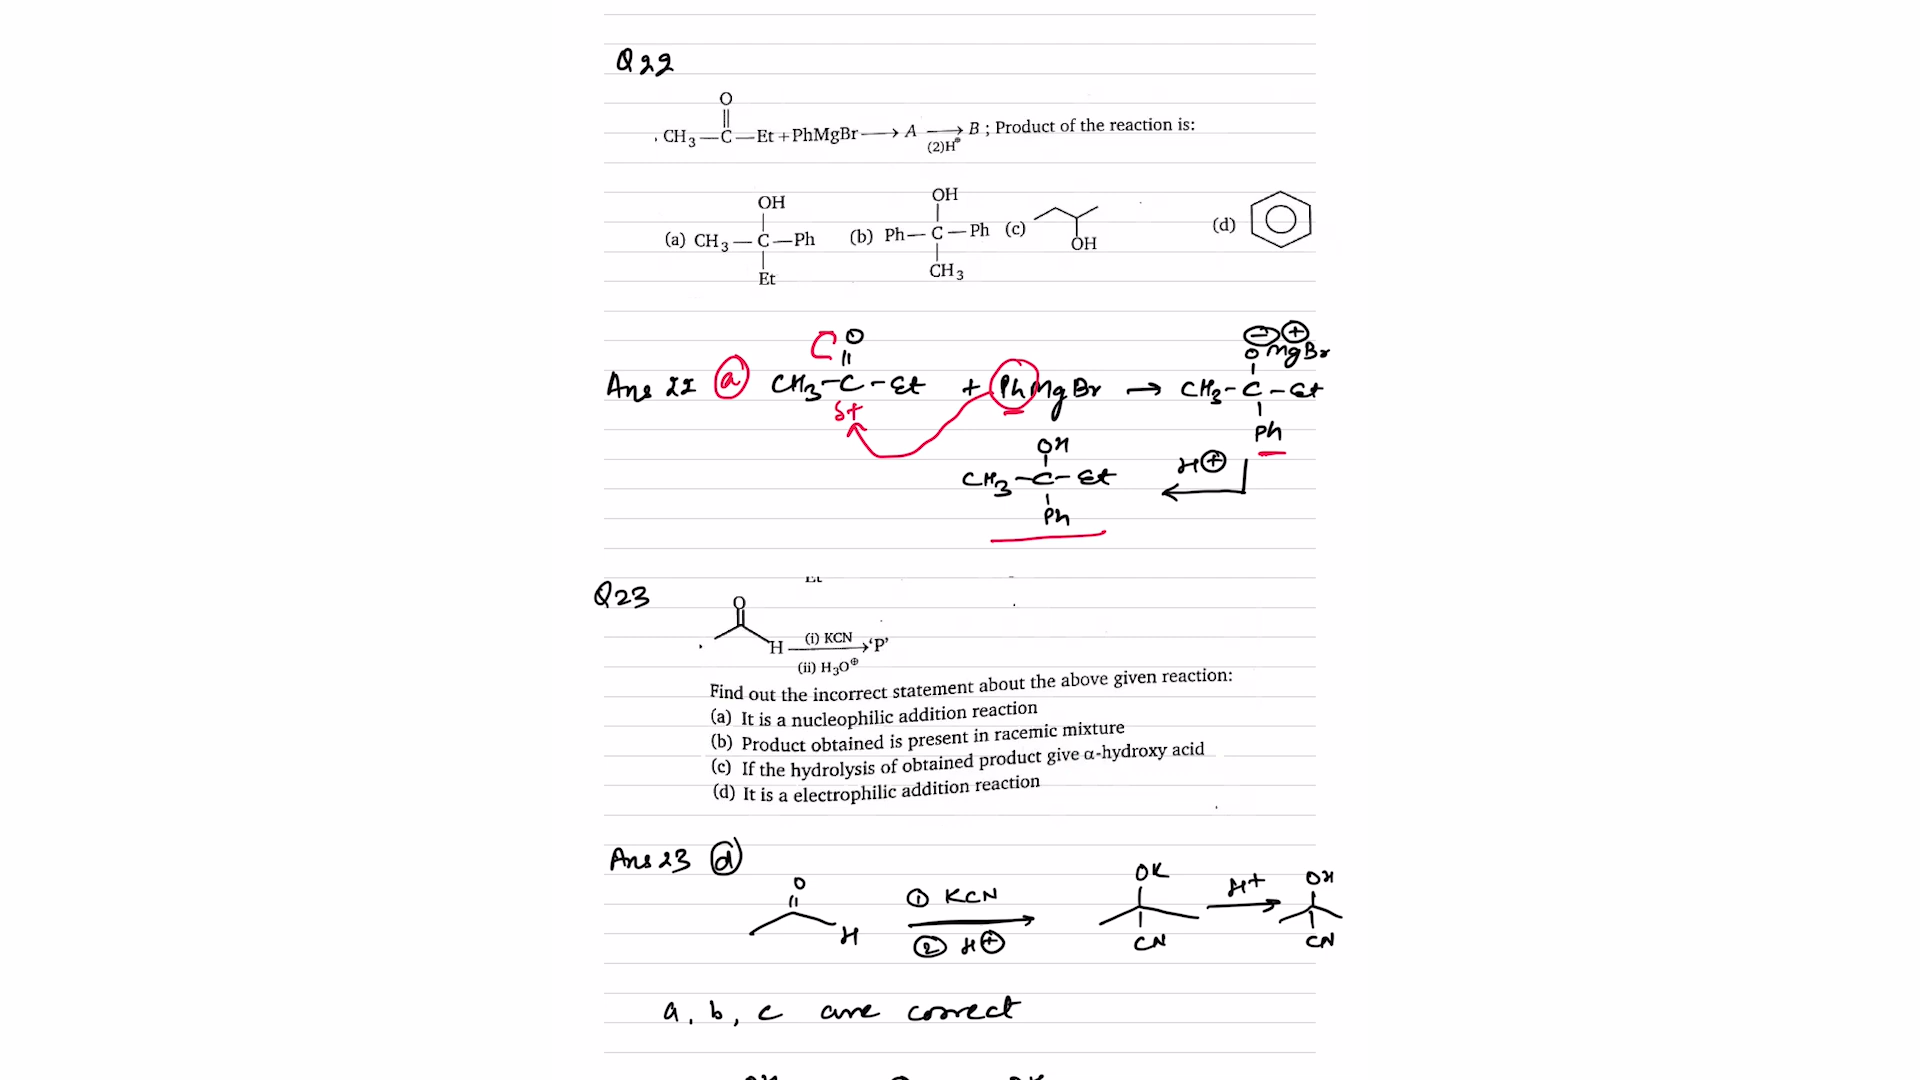 Q22
O
CH3—C—Et + PhMgBr ⟶ A ⟶ B ; Product of the reaction is:
(2)H⊕
OH OH
(a) CH3—C—Ph (b) Ph—C—Ph (c) OH (d)
Et CH3
Ans 22 (a) CH3-C-Et + PhMgBr → CH3-C-Et
O ⊖ ⊕
O MgBr
δ+
Ph
OH
CH3-C-Et
Ph
H⊕
Q23
O
H (i) KCN ⟶ 'P'
(ii) H3O⊕
Find out the incorrect statement about the above given reaction:
(a) It is a nucleophilic addition reaction
(b) Product obtained is present in racemic mixture
(c) If the hydrolysis of obtained product give α-hydroxy acid
(d) It is a electrophilic addition reaction
Ans 23 (d)
O OK H+ OH
H ① KCN
② H⊕ CN CN
a, b, c are correct